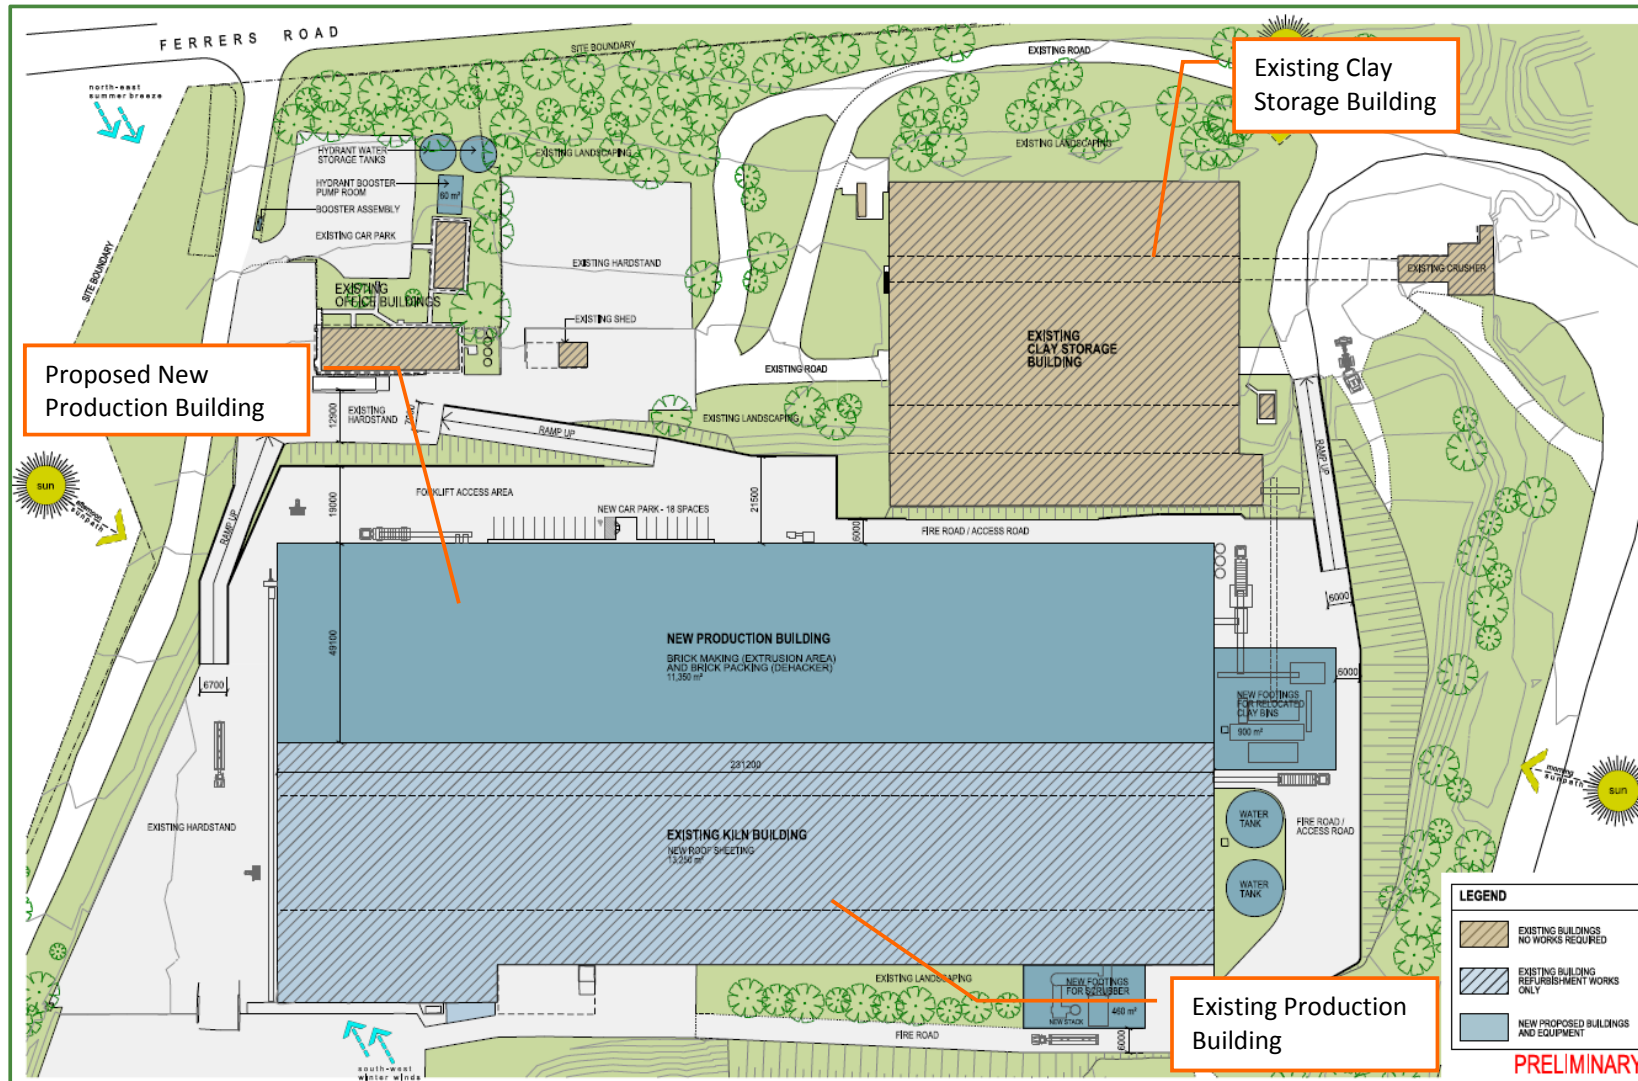 FERRERS ROAD
SITE BOUNDARY
EXISTING ROAD
Existing Clay
Storage Building
north-east
summer breeze
HYDRANT WATER
STORAGE TANKS
EXISTING LANDSCAPING
EXISTING LANDSCAPING
HYDRANT BOOSTER
PUMP ROOM
60 m²
BOOSTER ASSEMBLY
EXISTING CAR PARK
SITE BOUNDARY
EXISTING HARDSTAND
EXISTING CRUSHER
EXISTING
OFFICE BUILDINGS
EXISTING SHED
EXISTING
CLAY STORAGE
BUILDING
Proposed New
Production Building
EXISTING ROAD
12900
EXISTING
HARDSTAND
EXISTING LANDSCAPING
RAMP UP
RAMP UP
sun
afternoon
sunpath
RAMP UP
19000
FORKLIFT ACCESS AREA
NEW CAR PARK - 18 SPACES
21500
6000
FIRE ROAD / ACCESS ROAD
6000
49100
NEW PRODUCTION BUILDING
BRICK MAKING (EXTRUSION AREA)
AND BRICK PACKING (DEHACKER)
11,350 m²
6700
6000
NEW FOOTINGS
FOR RELOCATED
CLAY BINS
900 m²
231200
morning
sunpath
sun
EXISTING HARDSTAND
EXISTING KILN BUILDING
NEW ROOF SHEETING
13,250 m²
WATER
TANK
FIRE ROAD /
ACCESS ROAD
WATER
TANK
LEGEND
EXISTING BUILDINGS
NO WORKS REQUIRED
EXISTING BUILDING
REFURBISHMENT WORKS
ONLY
NEW PROPOSED BUILDINGS
AND EQUIPMENT
PRELIMINARY
EXISTING LANDSCAPING
NEW FOOTINGS
FOR SCRUBBER
460 m²
NEW STACK
Existing Production
Building
FIRE ROAD
6000
south-west
winter winds